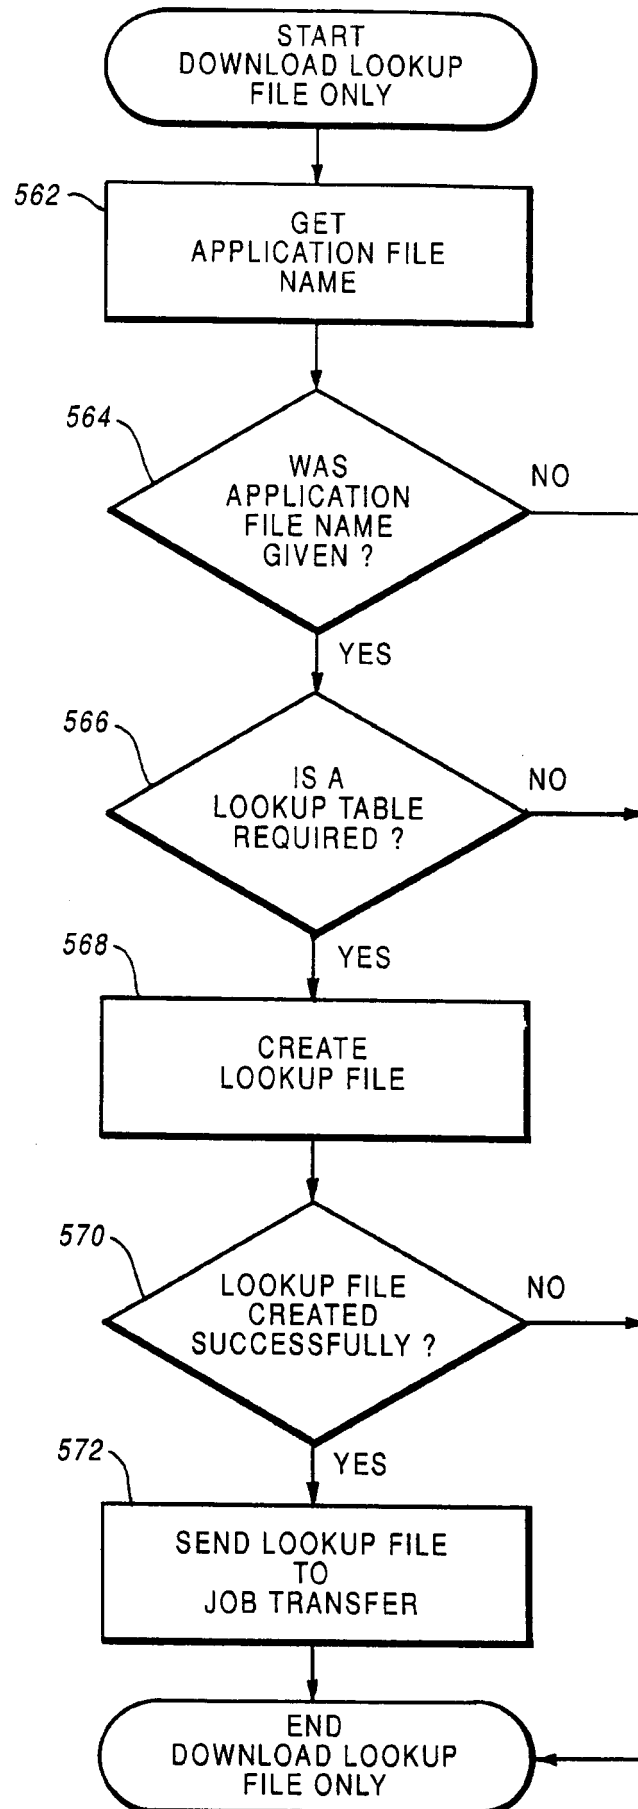 START
DOWNLOAD LOOKUP
FILE ONLY
562
GET
APPLICATION FILE
NAME
564
WAS
APPLICATION
FILE NAME
GIVEN ?
NO
YES
566
IS A
LOOKUP TABLE
REQUIRED ?
NO
YES
568
CREATE
LOOKUP FILE
570
LOOKUP FILE
CREATED
SUCCESSFULLY ?
NO
YES
572
SEND LOOKUP FILE
TO
JOB TRANSFER
END
DOWNLOAD LOOKUP
FILE ONLY